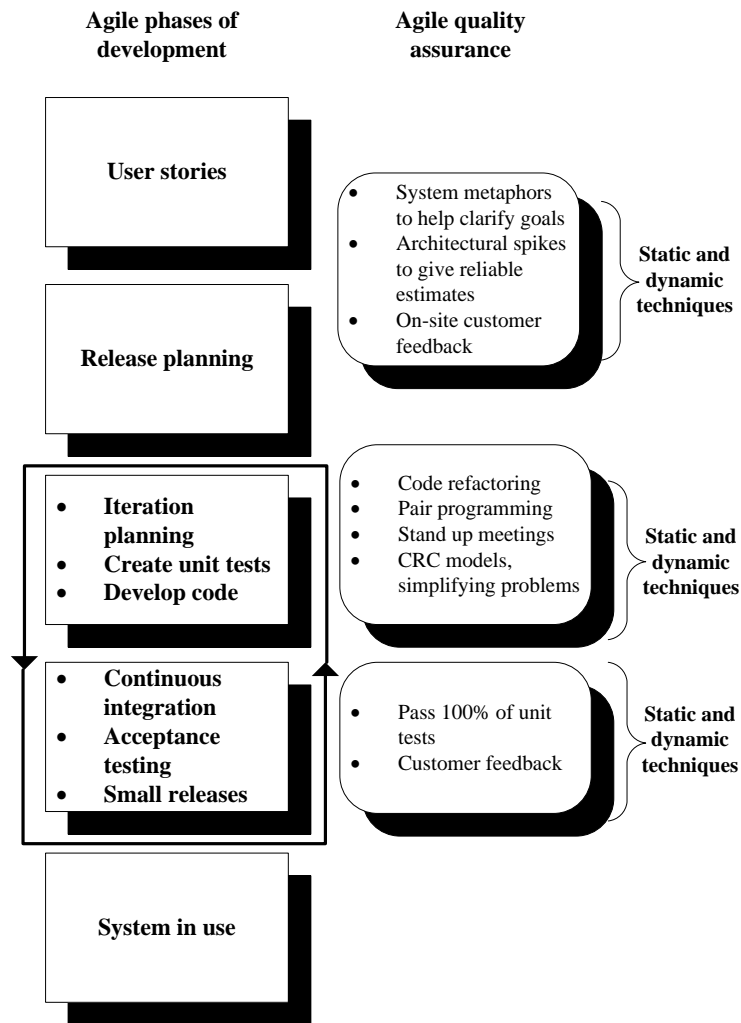 Agile phases of
development
Agile quality
assurance
User stories
• System metaphors
to help clarify goals
• Architectural spikes
to give reliable
estimates
• On-site customer
feedback
Static and
dynamic
techniques
Release planning
• Iteration
planning
• Create unit tests
• Develop code
• Code refactoring
• Pair programming
• Stand up meetings
• CRC models,
simplifying problems
Static and
dynamic
techniques
• Continuous
integration
• Acceptance
testing
• Small releases
• Pass 100% of unit
tests
• Customer feedback
Static and
dynamic
techniques
System in use